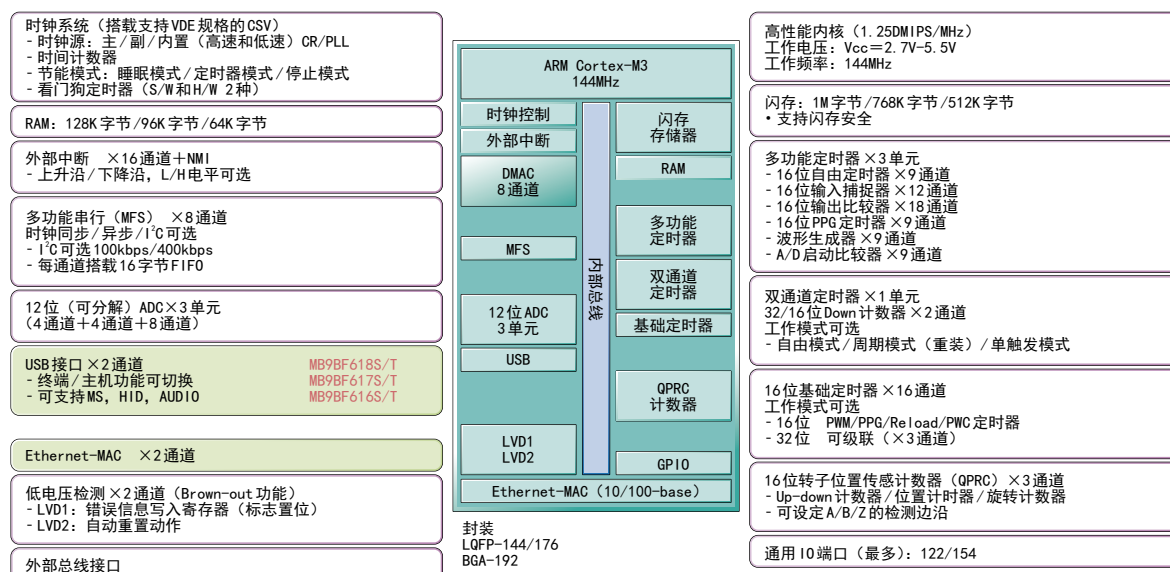 时钟系统（搭载支持VDE规格的CSV）
- 时钟源：主/副/内置（高速和低速）CR/PLL
- 时间计数器
- 节能模式：睡眠模式/定时器模式/停止模式
- 看门狗定时器（S/W和H/W 2种）
RAM：128K字节/96K字节/64K字节
外部中断 ×16通道＋NMI
- 上升沿/下降沿，L/H电平可选
多功能串行（MFS） ×8通道
时钟同步/异步/I²C可选
- I²C可选100kbps/400kbps
- 每通道搭载16字节FIFO
12位（可分解）ADC×3单元
（4通道＋4通道＋8通道）
USB接口×2通道 MB9BF618S/T
- 终端/主机功能可切换 MB9BF617S/T
- 可支持MS，HID，AUDIO MB9BF616S/T
Ethernet-MAC ×2通道
低电压检测×2通道（Brown-out功能）
- LVD1：错误信息写入寄存器（标志置位）
- LVD2：自动重置动作
外部总线接口
ARM Cortex-M3
144MHz
时钟控制
外部中断
DMAC
8通道
MFS
12位ADC
3单元
USB
LVD1
LVD2
内部总线
闪存
存储器
RAM
多功能
定时器
双通道
定时器
基础定时器
QPRC
计数器
GPIO
Ethernet-MAC（10/100-base）
封装
LQFP-144/176
BGA-192
高性能内核（1.25DMIPS/MHz）
工作电压：Vcc＝2.7V-5.5V
工作频率：144MHz
闪存：1M字节/768K字节/512K字节
• 支持闪存安全
多功能定时器×3单元
- 16位自由定时器×9通道
- 16位输入捕捉器×12通道
- 16位输出比较器×18通道
- 16位PPG定时器×9通道
- 波形生成器×9通道
- A/D启动比较器×9通道
双通道定时器×1单元
32/16位Down计数器×2通道
工作模式可选
- 自由模式/周期模式（重装）/单触发模式
16位基础定时器×16通道
工作模式可选
- 16位 PWM/PPG/Reload/PWC定时器
- 32位 可级联（×3通道）
16位转子位置传感计数器（QPRC）×3通道
- Up-down计数器/位置计时器/旋转计数器
- 可设定A/B/Z的检测边沿
通用IO端口（最多）：122/154